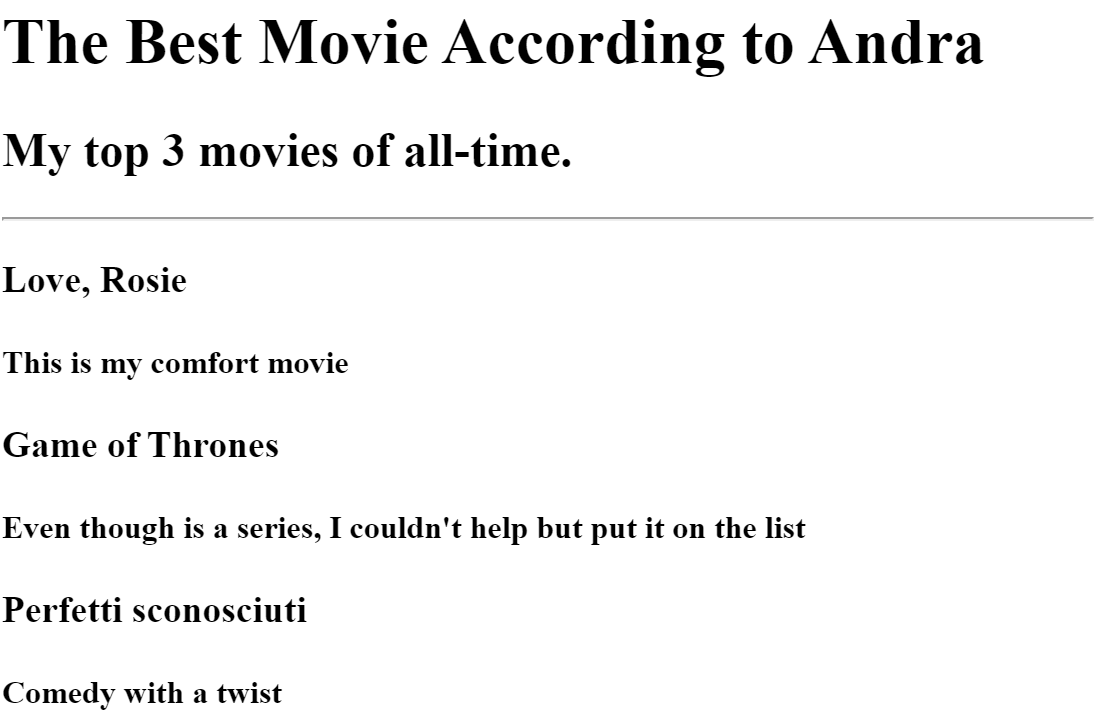 The Best Movie According to Andra
My top 3 movies of all-time.
Love, Rosie
This is my comfort movie
Game of Thrones
Even though is a series, I couldn't help but put it on the list
Perfetti sconosciuti
Comedy with a twist